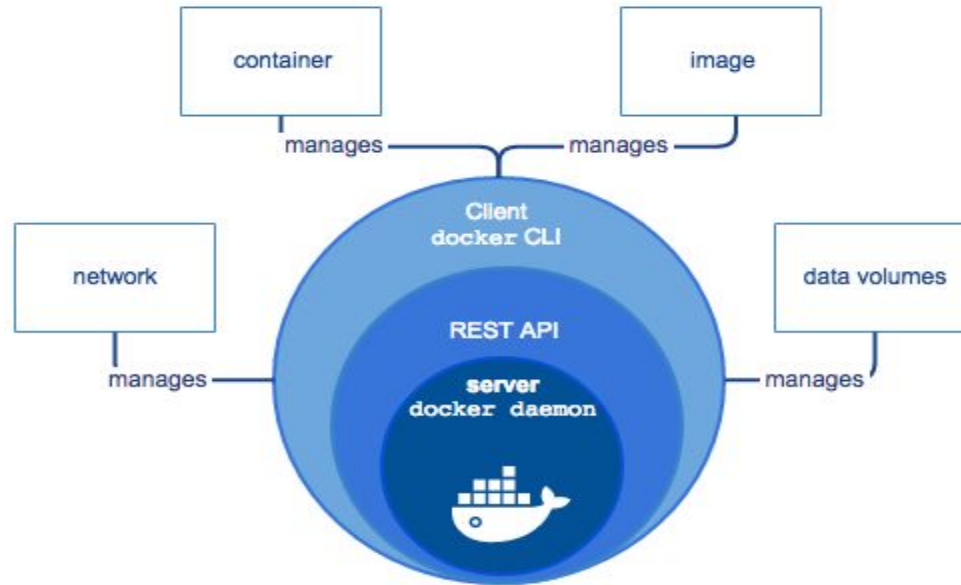 container
image
manages
manages
Client
docker CLI
network
data volumes
REST API
manages
manages
server
docker daemon